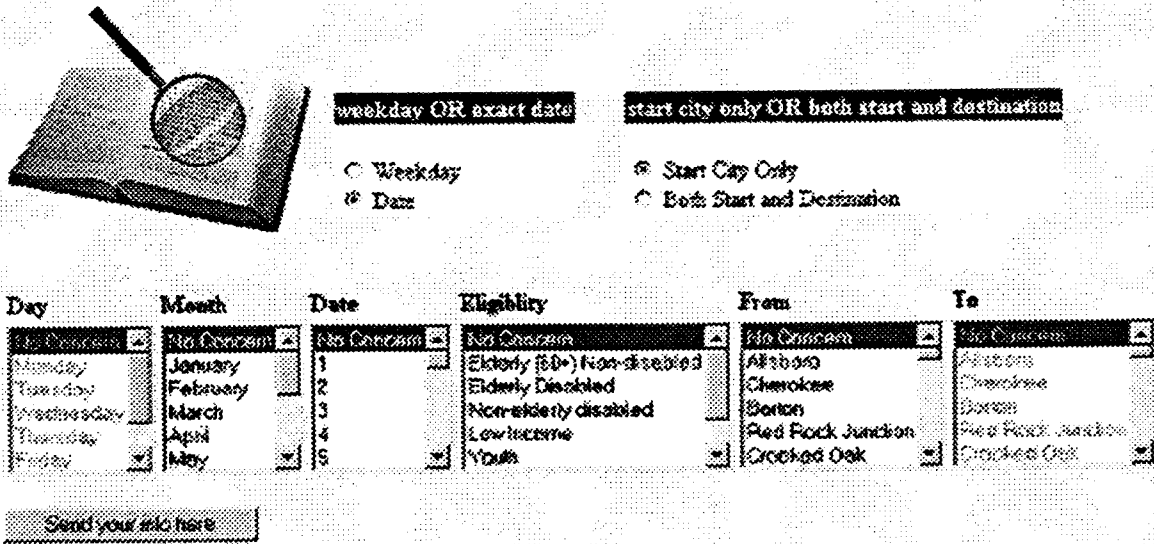 weekday OR exact date
start city only OR both start and destination
Weekday
Date
Start City Only
Both Start and Destination
Day
Month
Date
Eligiblity
From
To
No Concern
Monday
Tuesday
Wednesday
Thursday
Friday
No Concern
January
February
March
April
May
No Concern
1
2
3
4
5
No Concern
Elderly (60+) Non-disabled
Elderly Disabled
Non-elderly disabled
Low Income
Youth
No Concern
Allsboro
Cherokee
Barton
Red Rock Junction
Crooked Oak
No Concern
Allsboro
Cherokee
Barton
Red Rock Junction
Crooked Oak
Send your info here